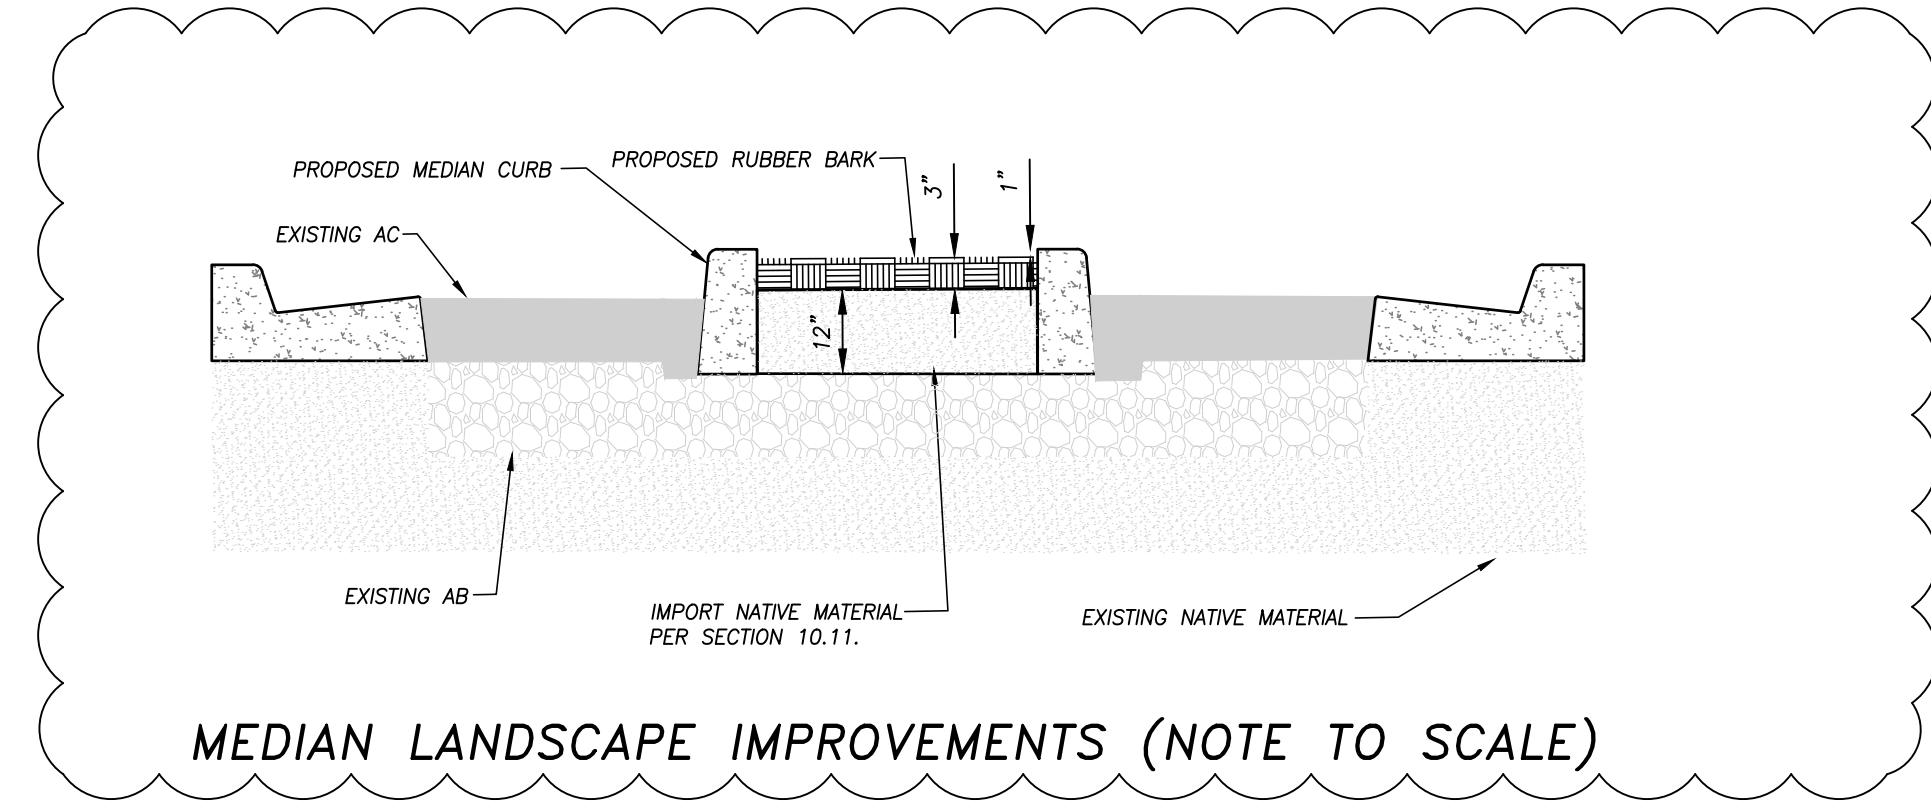 PROPOSED MEDIAN CURB
PROPOSED RUBBER BARK
3"
1"
EXISTING AC
12"
EXISTING AB
IMPORT NATIVE MATERIAL
PER SECTION 10.11.
EXISTING NATIVE MATERIAL
MEDIAN LANDSCAPE IMPROVEMENTS (NOTE TO SCALE)